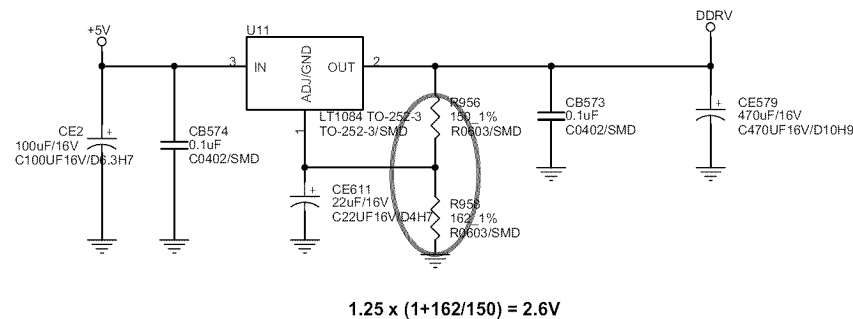 +5V
U11
DDRV
3
IN
ADJ/GND
OUT
2
1
LT1084 TO-252-3
TO-252-3/SMD
R956
150_1%
R0603/SMD
CB573
0.1uF
C0402/SMD
CE579
470uF/16V
C470UF16V/D10H9
CE2
100uF/16V
C100UF16V/D6.3H7
CB574
0.1uF
C0402/SMD
CE611
22uF/16V
C22UF16V/D4H7
R958
162_1%
R0603/SMD
1.25 x (1+162/150) = 2.6V